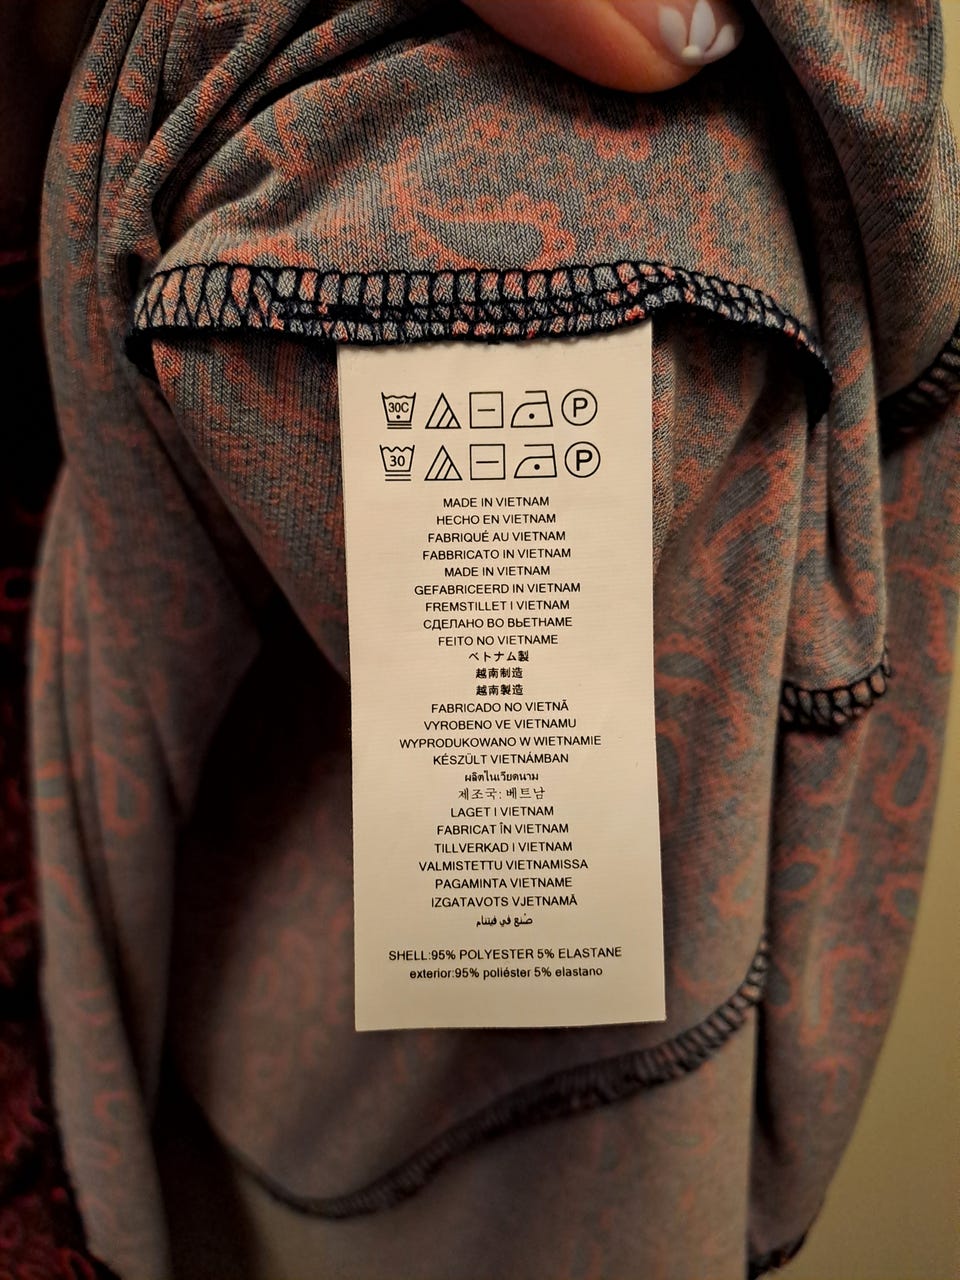 30C P
30 P
MADE IN VIETNAM
HECHO EN VIETNAM
FABRIQUÉ AU VIETNAM
FABBRICATO IN VIETNAM
MADE IN VIETNAM
GEFABRICEERD IN VIETNAM
FREMSTILLET I VIETNAM
СДЕЛАНО ВО ВЬЕТНАМЕ
FEITO NO VIETNAME
ベトナム製
越南制造
越南製造
FABRICADO NO VIETNÃ
VYROBENO VE VIETNAMU
WYPRODUKOWANO W WIETNAMIE
KÉSZÜLT VIETNÁMBAN
ผลิตในเวียดนาม
제조국: 베트남
LAGET I VIETNAM
FABRICAT ÎN VIETNAM
TILLVERKAD I VIETNAM
VALMISTETTU VIETNAMISSA
PAGAMINTA VIETNAME
IZGATAVOTS VJETNAMĀ
صُنع في فيتنام
SHELL:95% POLYESTER 5% ELASTANE
exterior:95% poliéster 5% elastano